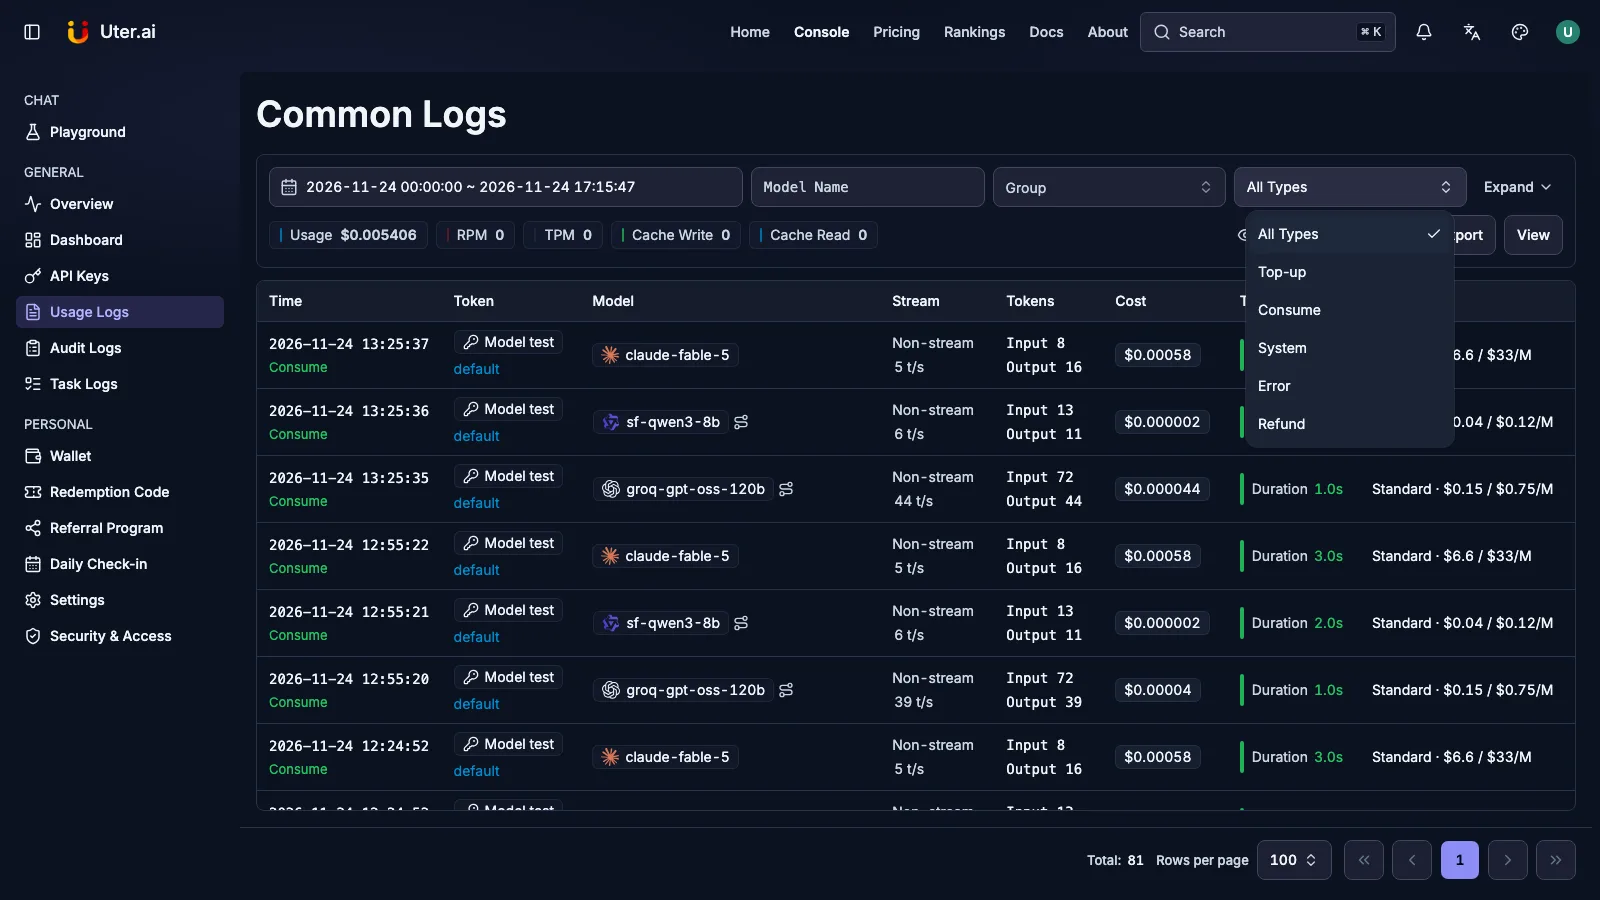 Uter.ai
Home Console Pricing Rankings Docs About Search ⌘ K U
CHAT
Playground
GENERAL
Overview
Dashboard
API Keys
Usage Logs
Audit Logs
Task Logs
PERSONAL
Wallet
Redemption Code
Referral Program
Daily Check-in
Settings
Security & Access
Common Logs
2026-11-24 00:00:00 ~ 2026-11-24 17:15:47 Model Name Group All Types Expand
Usage $0.005406 RPM 0 TPM 0 Cache Write 0 Cache Read 0 port View
All Types
Top-up
Consume
System
Error
Refund
Time Token Model Stream Tokens Cost
2026-11-24 13:25:37 Model test claude-fable-5 Non-stream Input 8 $0.00058 6.6 / $33/M
Consume default 5 t/s Output 16
2026-11-24 13:25:36 Model test sf-qwen3-8b Non-stream Input 13 $0.000002 0.04 / $0.12/M
Consume default 6 t/s Output 11
2026-11-24 13:25:35 Model test groq-gpt-oss-120b Non-stream Input 72 $0.000044 Duration 1.0s Standard · $0.15 / $0.75/M
Consume default 44 t/s Output 44
2026-11-24 12:55:22 Model test claude-fable-5 Non-stream Input 8 $0.00058 Duration 3.0s Standard · $6.6 / $33/M
Consume default 5 t/s Output 16
2026-11-24 12:55:21 Model test sf-qwen3-8b Non-stream Input 13 $0.000002 Duration 2.0s Standard · $0.04 / $0.12/M
Consume default 6 t/s Output 11
2026-11-24 12:55:20 Model test groq-gpt-oss-120b Non-stream Input 72 $0.00004 Duration 1.0s Standard · $0.15 / $0.75/M
Consume default 39 t/s Output 39
2026-11-24 12:24:52 Model test claude-fable-5 Non-stream Input 8 $0.00058 Duration 3.0s Standard · $6.6 / $33/M
Consume default 5 t/s Output 16
Total: 81 Rows per page 100 1